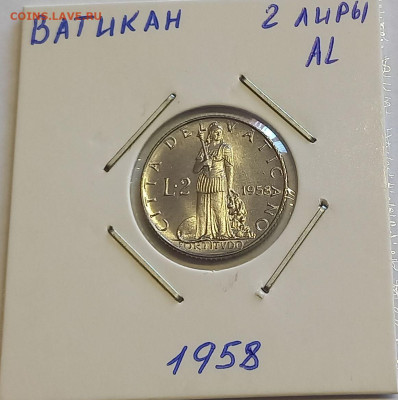 COINS.LAVE.RU
ВАТИКАН 2 ЛИРЫ
AL
CITTA DEL VATICANO
L:2 1958
FORTITVDO
1958